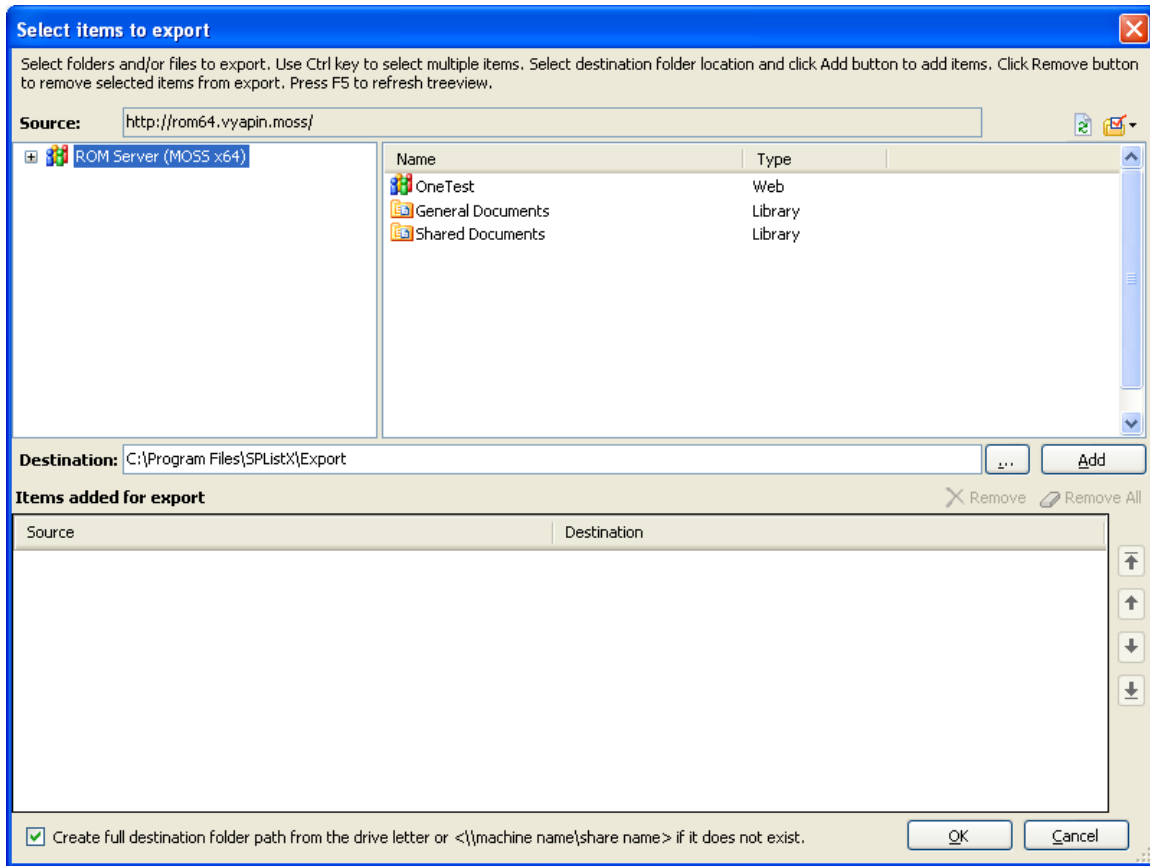 Select items to export
Select folders and/or files to export. Use Ctrl key to select multiple items. Select destination folder location and click Add button to add items. Click Remove button
to remove selected items from export. Press F5 to refresh treeview.
Source: http://rom64.vyapin.moss/
ROM Server (MOSS x64)
Name Type
OneTest Web
General Documents Library
Shared Documents Library
Destination: C:\Program Files\SPListX\Export ... Add
Items added for export Remove Remove All
Source Destination
Create full destination folder path from the drive letter or <\\machine name\share name> if it does not exist. OK Cancel